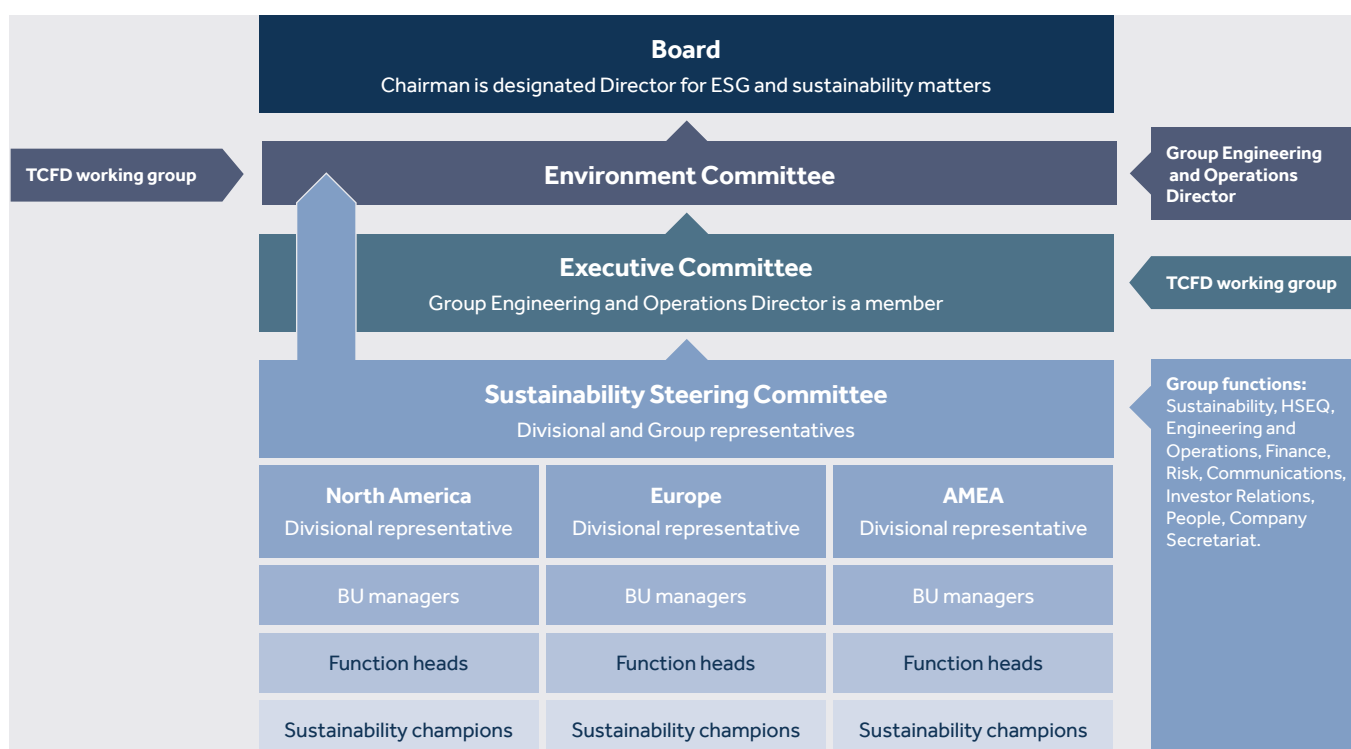 Board
Chairman is designated Director for ESG and sustainability matters
TCFD working group
Environment Committee
Group Engineering
and Operations
Director
Executive Committee
Group Engineering and Operations Director is a member
TCFD working group
Sustainability Steering Committee
Divisional and Group representatives
Group functions:
Sustainability, HSEQ,
Engineering and
Operations, Finance,
Risk, Communications,
Investor Relations,
People, Company
Secretariat.
North America
Divisional representative
Europe
Divisional representative
AMEA
Divisional representative
BU managers
BU managers
BU managers
Function heads
Function heads
Function heads
Sustainability champions
Sustainability champions
Sustainability champions